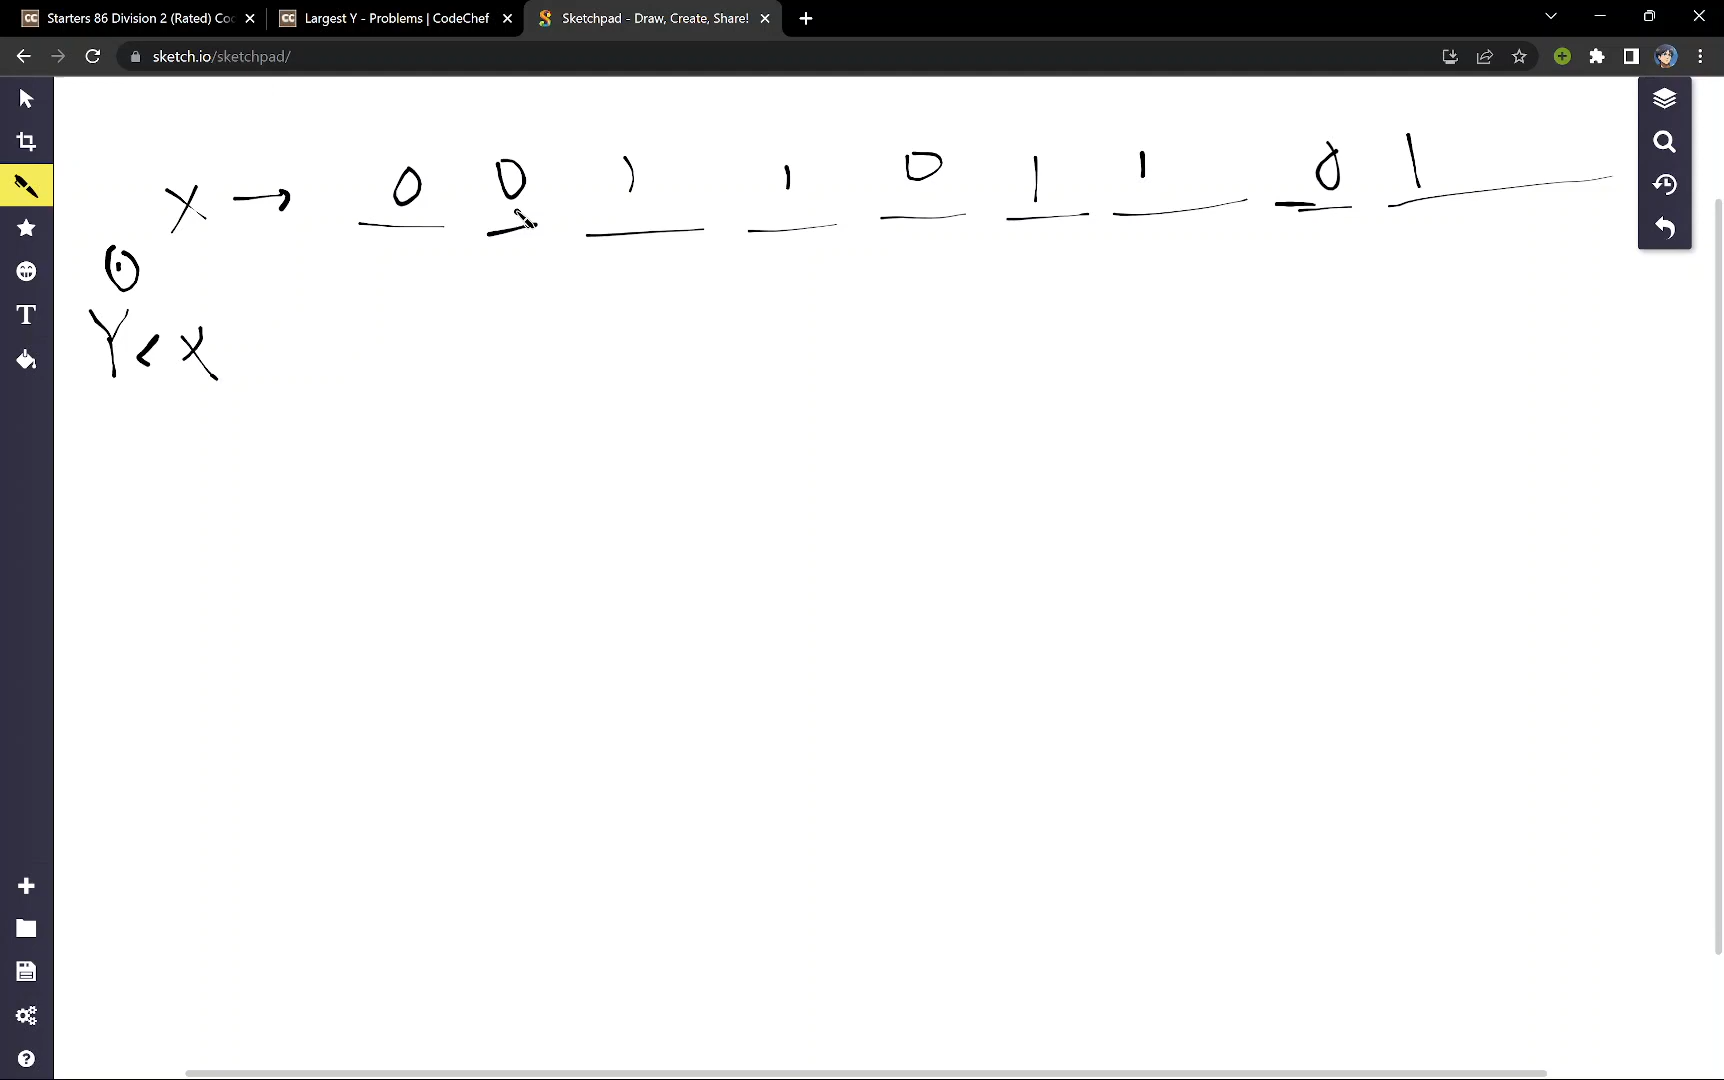 Starters 86 Division 2 (Rated) Co
Largest Y - Problems | CodeChef
Sketchpad - Draw, Create, Share!
sketch.io/sketchpad/
X → 0 0 1 1 0 1 1 0 1
Y < X
T